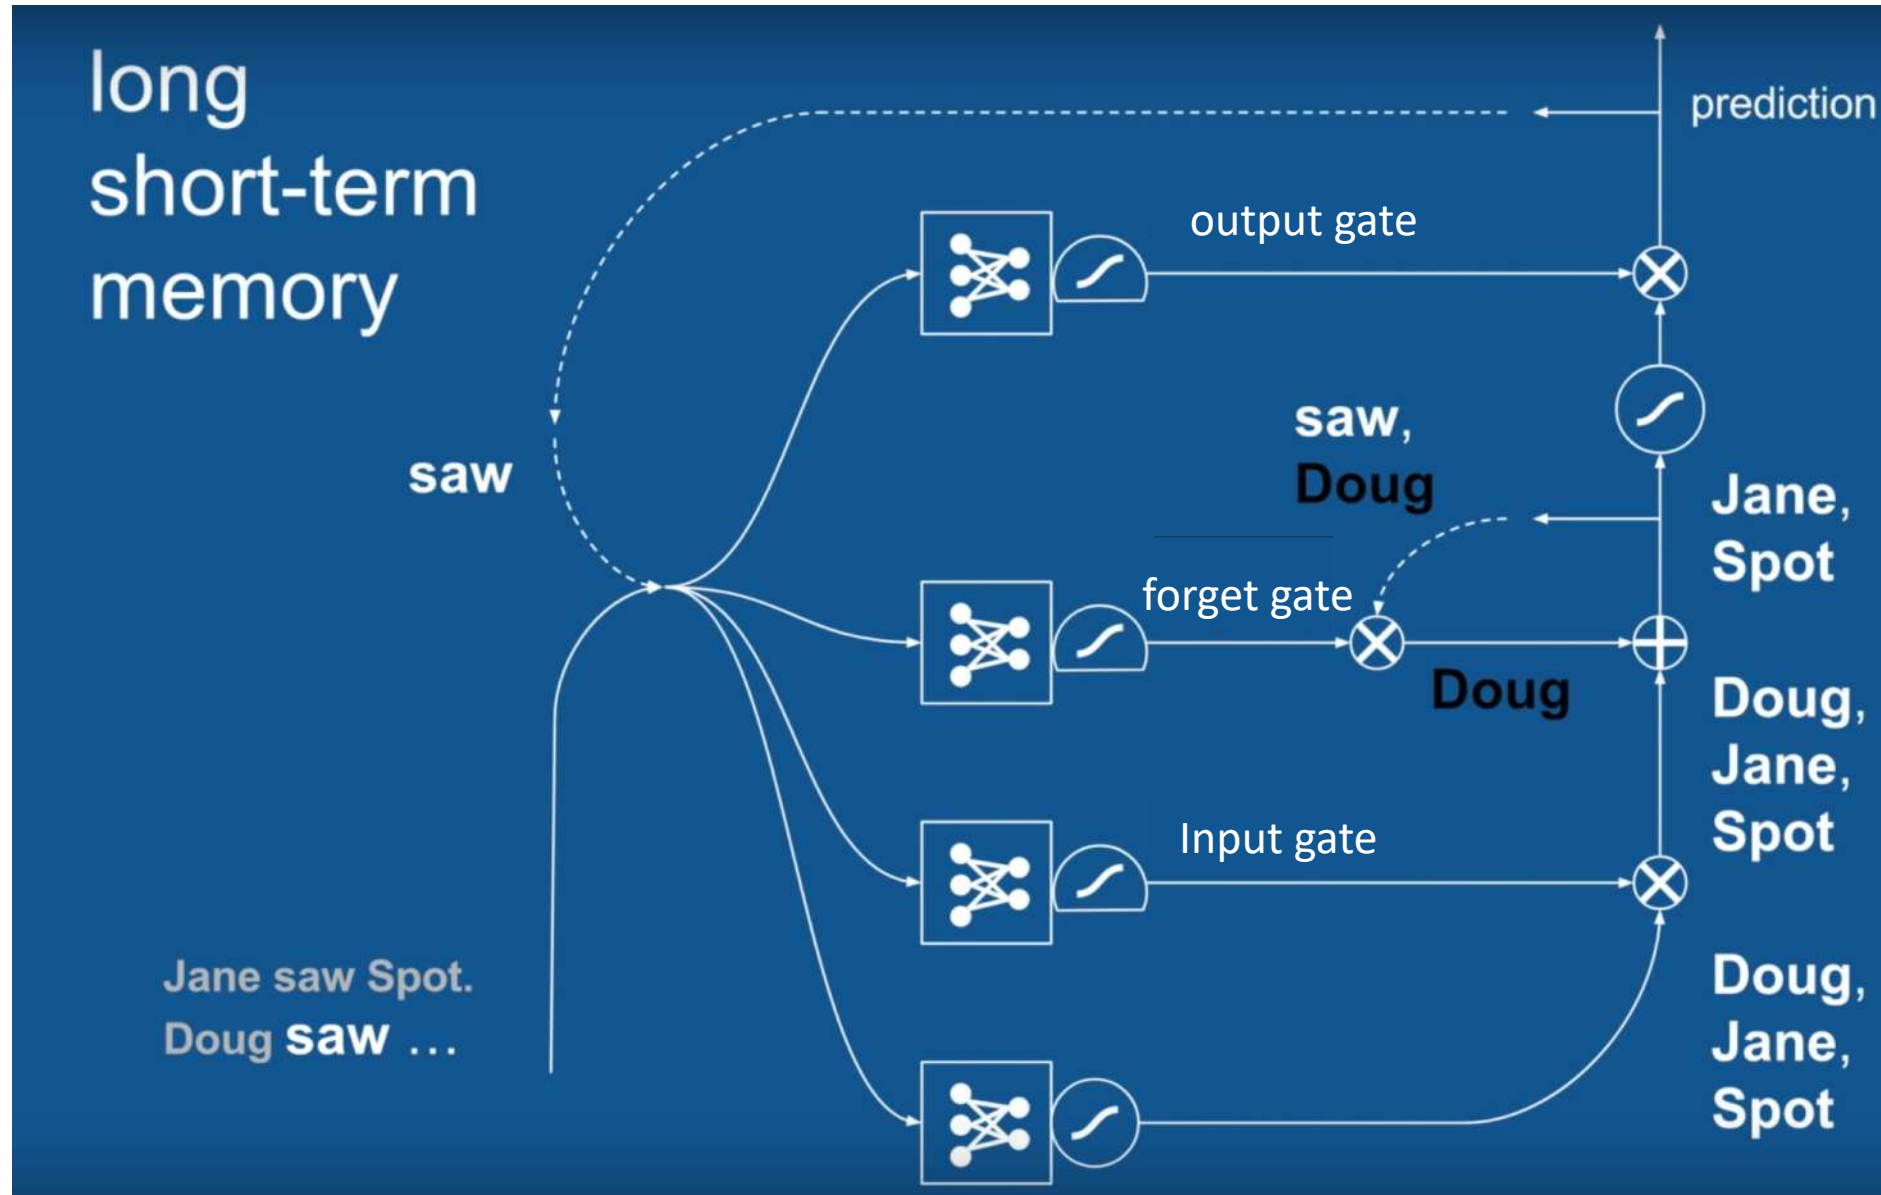 long
short-term
memory
prediction
output gate
saw,
Doug
saw
Jane,
Spot
forget gate
Doug
Doug,
Jane,
Spot
Input gate
Jane saw Spot.
Doug saw ...
Doug,
Jane,
Spot